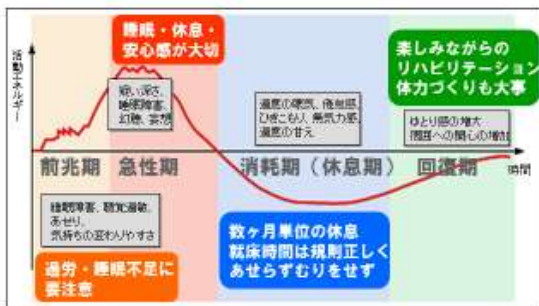 睡眠・休息・
安心感が大切
楽しみながらの
リハビリテーション
体力づくりも大事
活動エネルギー
疑い深さ、
睡眠障害、
幻聴、妄想
過度の眠気、倦怠感、
ひきこもり、無気力感、
過度の甘え
ゆとり感の増大
周囲への関心の増加
前兆期
急性期
消耗期(休息期)
回復期
時間
睡眠障害、聴覚過敏、
あせり、
気持ちの変わりやすさ
過労・睡眠不足に
要注意
数ヶ月単位の休息
就床時間は規則正しく
あせらずむりをせず